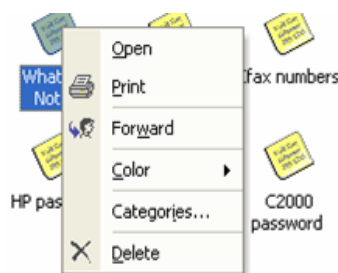 Open
What
Not
Print
fax numbers
Forward
Color
HP pas
Categories...
C2000
password
Delete